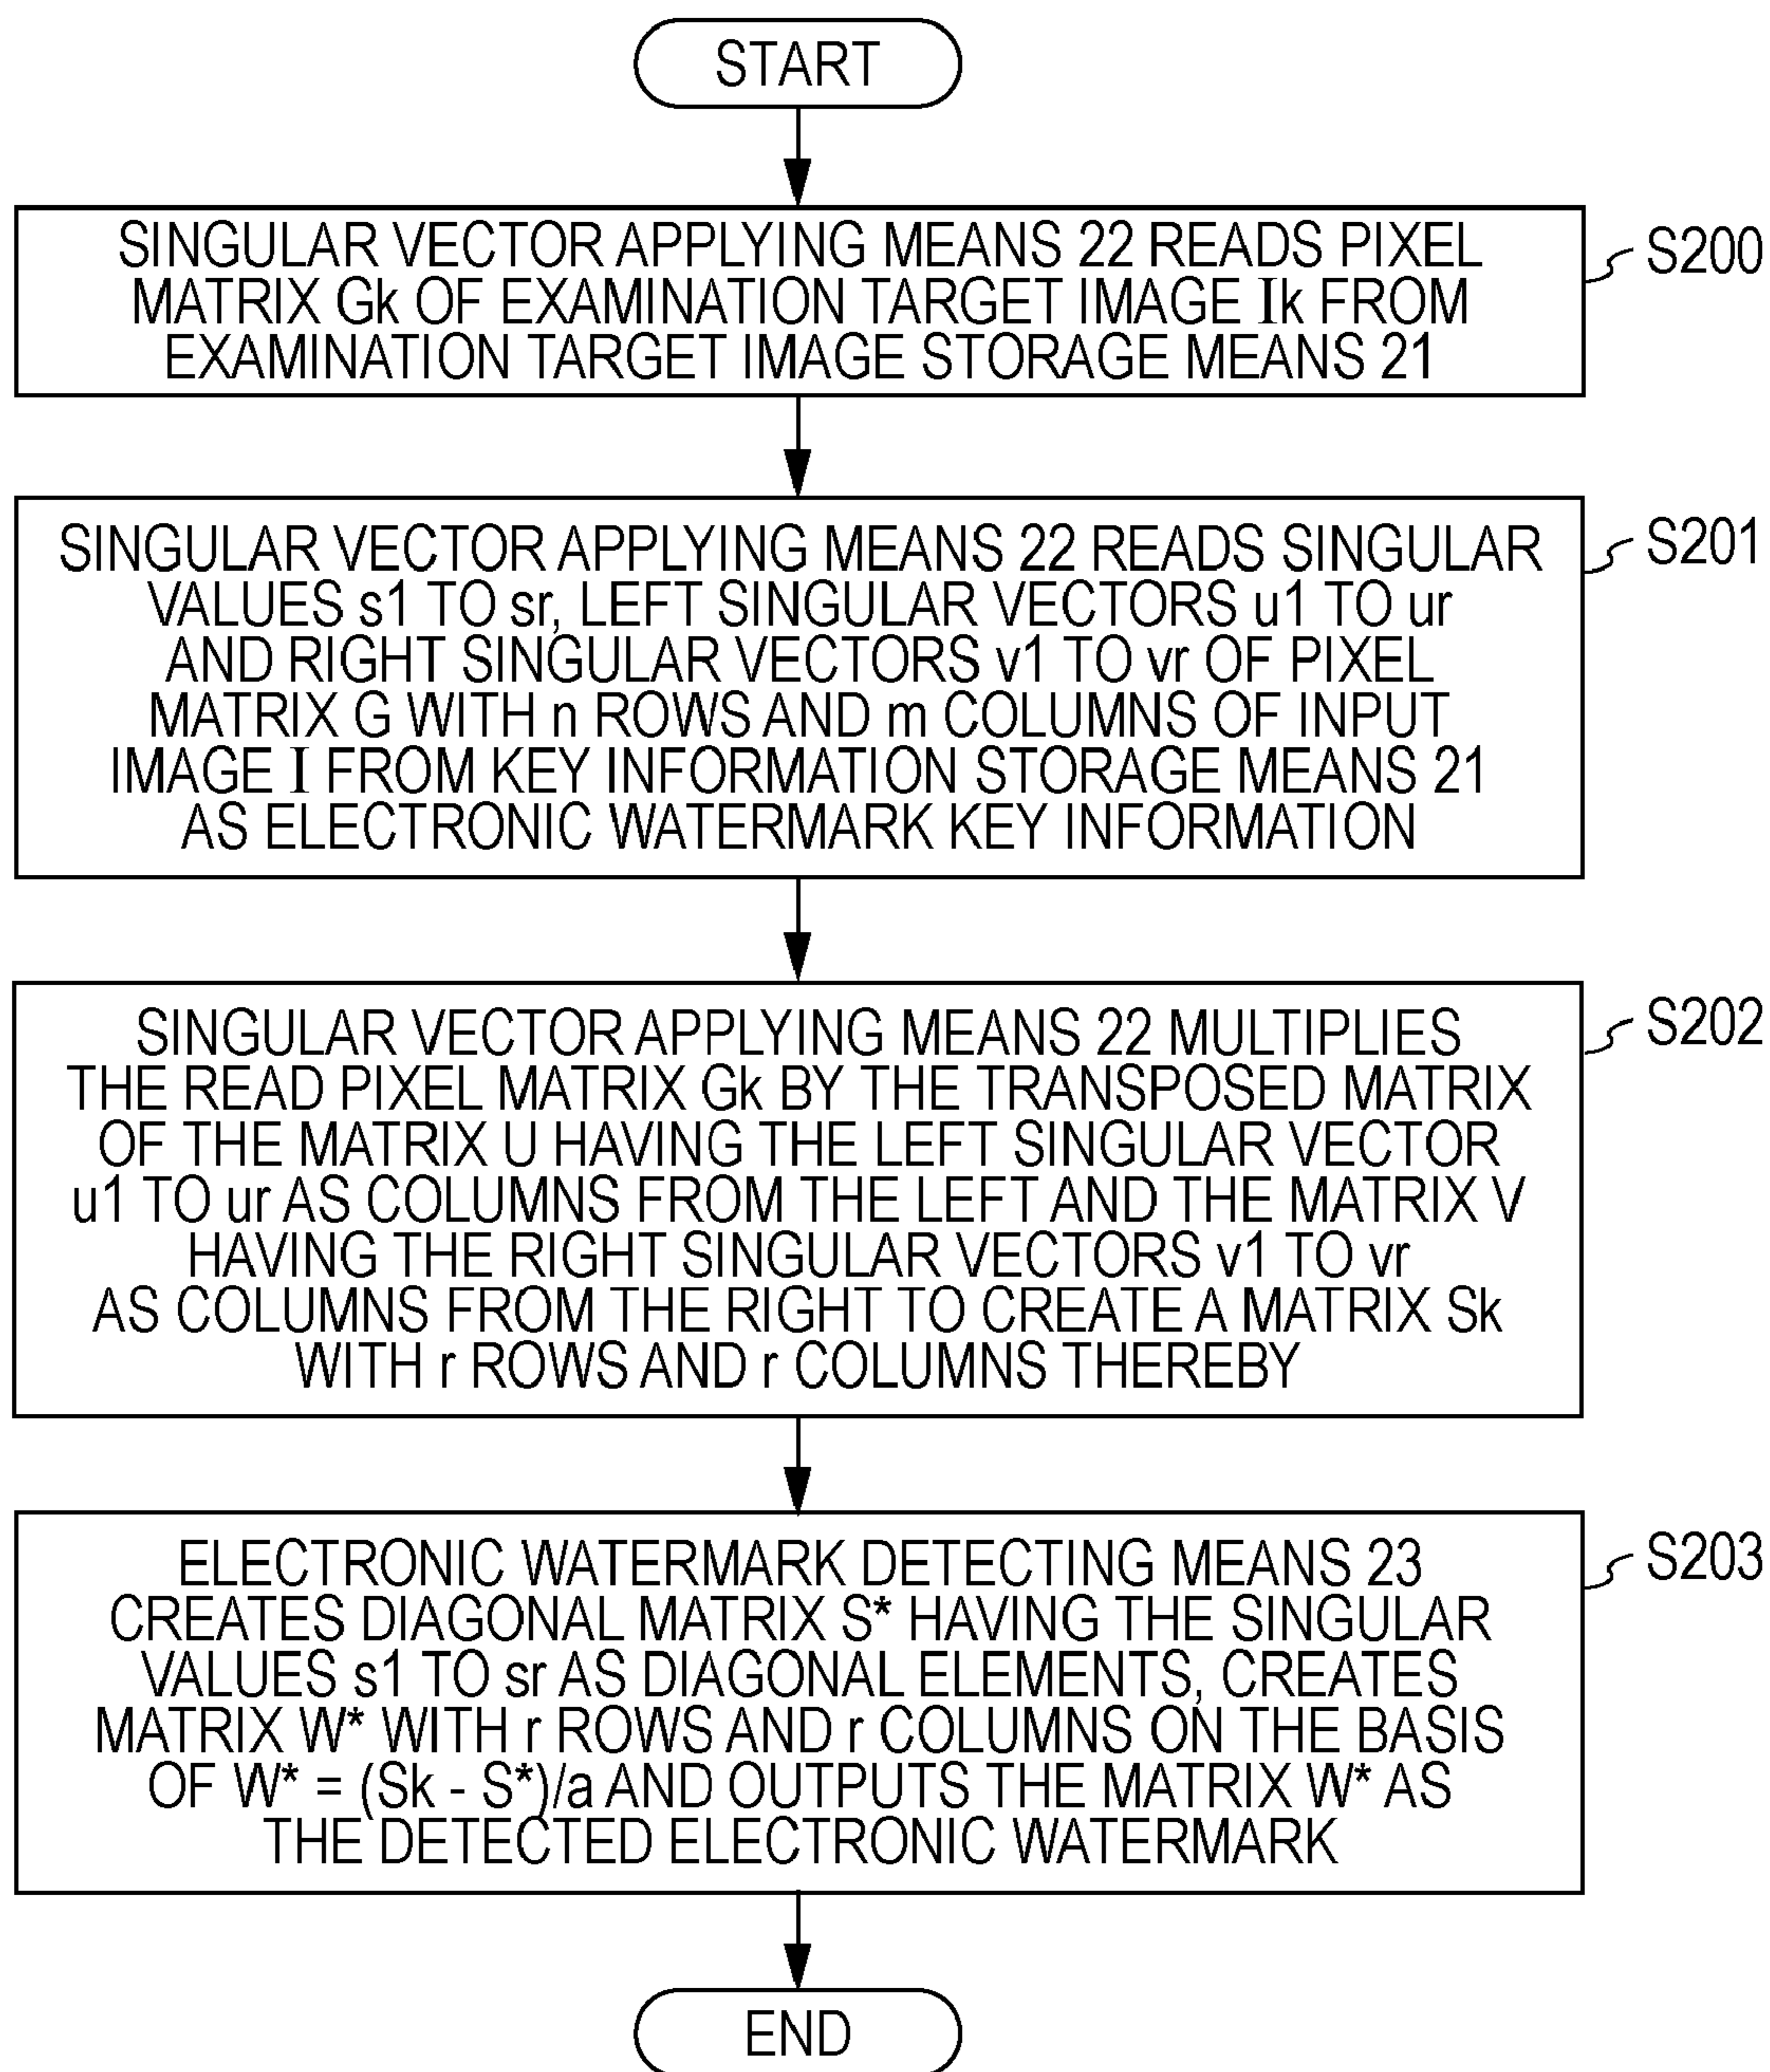 START
SINGULAR VECTOR APPLYING MEANS 22 READS PIXEL
MATRIX Gk OF EXAMINATION TARGET IMAGE Ik FROM
EXAMINATION TARGET IMAGE STORAGE MEANS 21
S200
SINGULAR VECTOR APPLYING MEANS 22 READS SINGULAR
VALUES s1 TO sr, LEFT SINGULAR VECTORS u1 TO ur
AND RIGHT SINGULAR VECTORS v1 TO vr OF PIXEL
MATRIX G WITH n ROWS AND m COLUMNS OF INPUT
IMAGE I FROM KEY INFORMATION STORAGE MEANS 21
AS ELECTRONIC WATERMARK KEY INFORMATION
S201
SINGULAR VECTOR APPLYING MEANS 22 MULTIPLIES
THE READ PIXEL MATRIX Gk BY THE TRANSPOSED MATRIX
OF THE MATRIX U HAVING THE LEFT SINGULAR VECTOR
u1 TO ur AS COLUMNS FROM THE LEFT AND THE MATRIX V
HAVING THE RIGHT SINGULAR VECTORS v1 TO vr
AS COLUMNS FROM THE RIGHT TO CREATE A MATRIX Sk
WITH r ROWS AND r COLUMNS THEREBY
S202
ELECTRONIC WATERMARK DETECTING MEANS 23
CREATES DIAGONAL MATRIX S* HAVING THE SINGULAR
VALUES s1 TO sr AS DIAGONAL ELEMENTS, CREATES
MATRIX W* WITH r ROWS AND r COLUMNS ON THE BASIS
OF W* = (Sk - S*)/a AND OUTPUTS THE MATRIX W* AS
THE DETECTED ELECTRONIC WATERMARK
S203
END